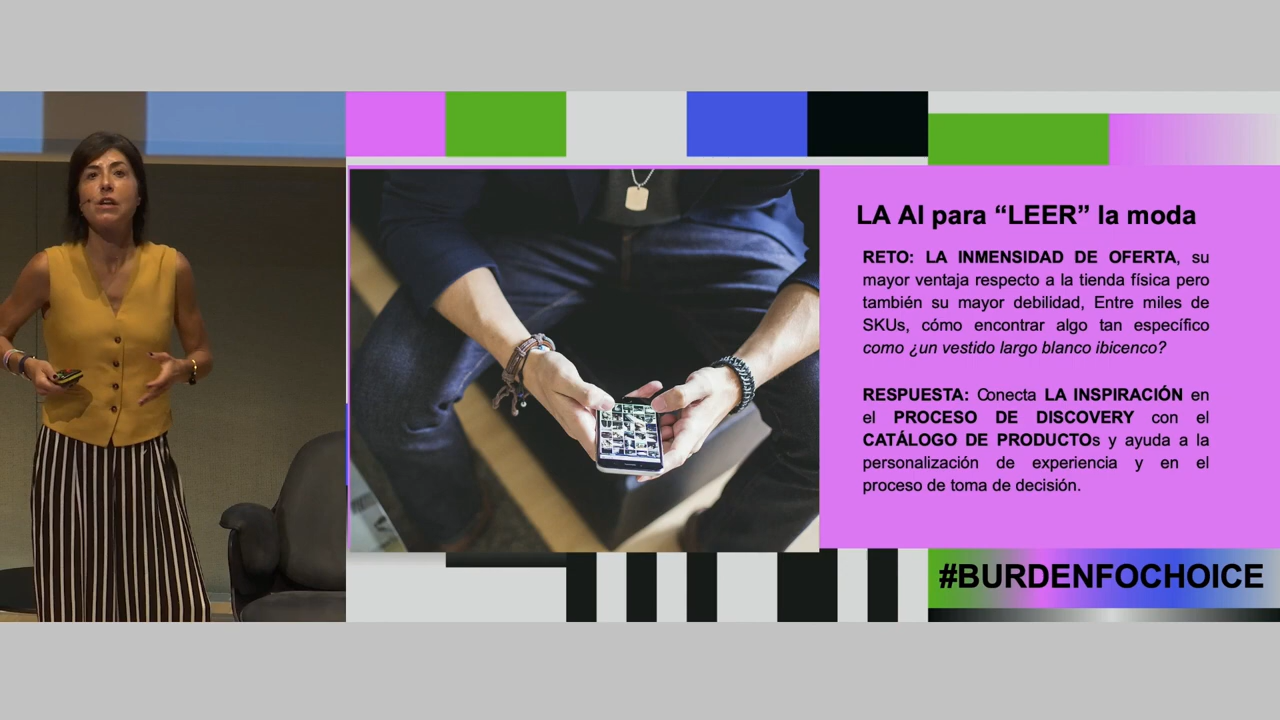 LA AI para “LEER” la moda
RETO: LA INMENSIDAD DE OFERTA, su
mayor ventaja respecto a la tienda física pero
también su mayor debilidad, Entre miles de
SKUs, cómo encontrar algo tan específico
como ¿un vestido largo blanco ibicenco?
RESPUESTA: Conecta LA INSPIRACIÓN en
el PROCESO DE DISCOVERY con el
CATÁLOGO DE PRODUCTOs y ayuda a la
personalización de experiencia y en el
proceso de toma de decisión.
#BURDENFOCHOICE